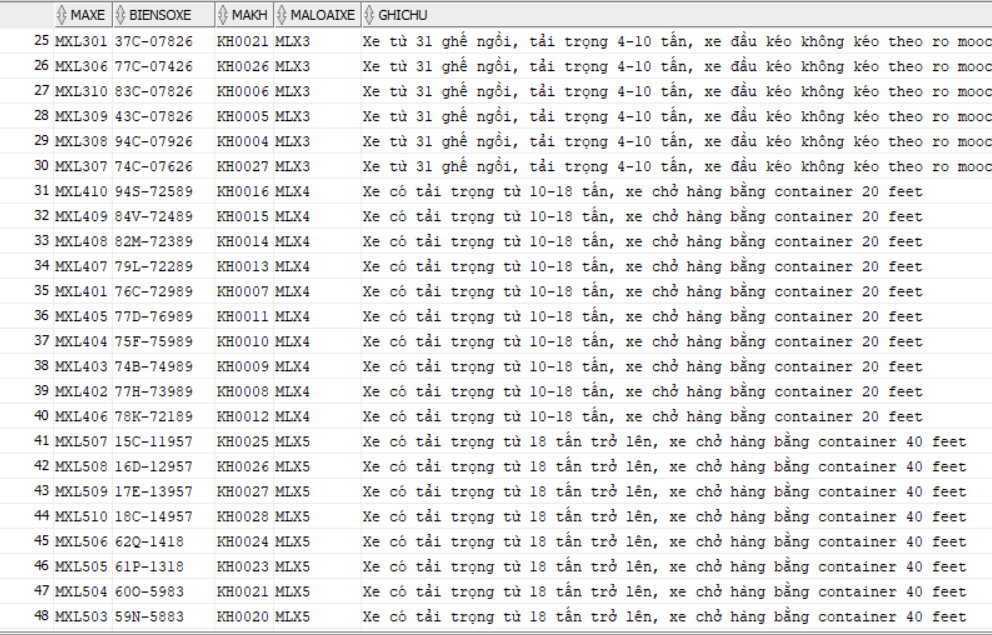 MAXE BIENSOXE MAKH MALOAIXE GHICHU
25 MXL301 37C-07826 KH0021 MLX3 Xe từ 31 ghế ngồi, tải trọng 4-10 tấn, xe đầu kéo không kéo theo ro mooc
26 MXL306 77C-07426 KH0026 MLX3 Xe từ 31 ghế ngồi, tải trọng 4-10 tấn, xe đầu kéo không kéo theo ro mooc
27 MXL310 83C-07826 KH0006 MLX3 Xe từ 31 ghế ngồi, tải trọng 4-10 tấn, xe đầu kéo không kéo theo ro mooc
28 MXL309 43C-07826 KH0005 MLX3 Xe từ 31 ghế ngồi, tải trọng 4-10 tấn, xe đầu kéo không kéo theo ro mooc
29 MXL308 94C-07926 KH0004 MLX3 Xe từ 31 ghế ngồi, tải trọng 4-10 tấn, xe đầu kéo không kéo theo ro mooc
30 MXL307 74C-07626 KH0027 MLX3 Xe từ 31 ghế ngồi, tải trọng 4-10 tấn, xe đầu kéo không kéo theo ro mooc
31 MXL410 94S-72589 KH0016 MLX4 Xe có tải trọng từ 10-18 tấn, xe chở hàng bằng container 20 feet
32 MXL409 84V-72489 KH0015 MLX4 Xe có tải trọng từ 10-18 tấn, xe chở hàng bằng container 20 feet
33 MXL408 82M-72389 KH0014 MLX4 Xe có tải trọng từ 10-18 tấn, xe chở hàng bằng container 20 feet
34 MXL407 79L-72289 KH0013 MLX4 Xe có tải trọng từ 10-18 tấn, xe chở hàng bằng container 20 feet
35 MXL401 76C-72989 KH0007 MLX4 Xe có tải trọng từ 10-18 tấn, xe chở hàng bằng container 20 feet
36 MXL405 77D-76989 KH0011 MLX4 Xe có tải trọng từ 10-18 tấn, xe chở hàng bằng container 20 feet
37 MXL404 75F-75989 KH0010 MLX4 Xe có tải trọng từ 10-18 tấn, xe chở hàng bằng container 20 feet
38 MXL403 74B-74989 KH0009 MLX4 Xe có tải trọng từ 10-18 tấn, xe chở hàng bằng container 20 feet
39 MXL402 77H-73989 KH0008 MLX4 Xe có tải trọng từ 10-18 tấn, xe chở hàng bằng container 20 feet
40 MXL406 78K-72189 KH0012 MLX4 Xe có tải trọng từ 10-18 tấn, xe chở hàng bằng container 20 feet
41 MXL507 15C-11957 KH0025 MLX5 Xe có tải trọng từ 18 tấn trở lên, xe chở hàng bằng container 40 feet
42 MXL508 16D-12957 KH0026 MLX5 Xe có tải trọng từ 18 tấn trở lên, xe chở hàng bằng container 40 feet
43 MXL509 17E-13957 KH0027 MLX5 Xe có tải trọng từ 18 tấn trở lên, xe chở hàng bằng container 40 feet
44 MXL510 18C-14957 KH0028 MLX5 Xe có tải trọng từ 18 tấn trở lên, xe chở hàng bằng container 40 feet
45 MXL506 62Q-1418 KH0024 MLX5 Xe có tải trọng từ 18 tấn trở lên, xe chở hàng bằng container 40 feet
46 MXL505 61P-1318 KH0023 MLX5 Xe có tải trọng từ 18 tấn trở lên, xe chở hàng bằng container 40 feet
47 MXL504 60O-5983 KH0021 MLX5 Xe có tải trọng từ 18 tấn trở lên, xe chở hàng bằng container 40 feet
48 MXL503 59N-5883 KH0020 MLX5 Xe có tải trọng từ 18 tấn trở lên, xe chở hàng bằng container 40 feet